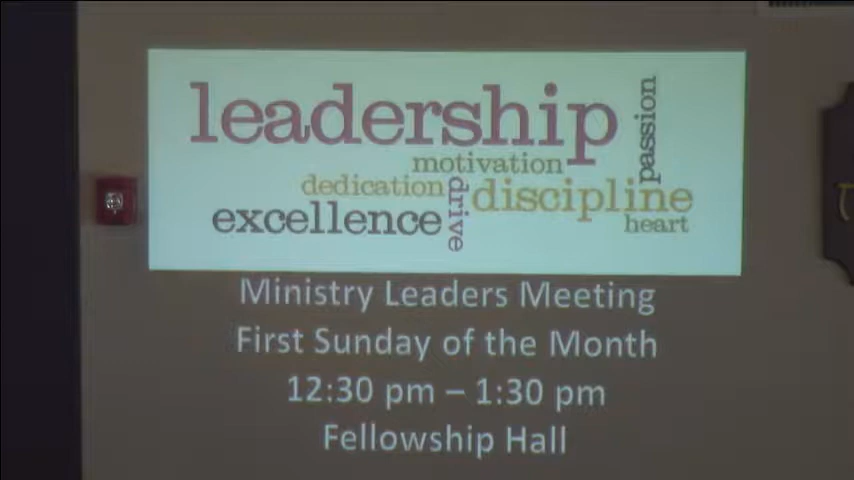 leadership
passion
motivation
dedication
drive
discipline
excellence
heart
Ministry Leaders Meeting
First Sunday of the Month
12:30 pm – 1:30 pm
Fellowship Hall